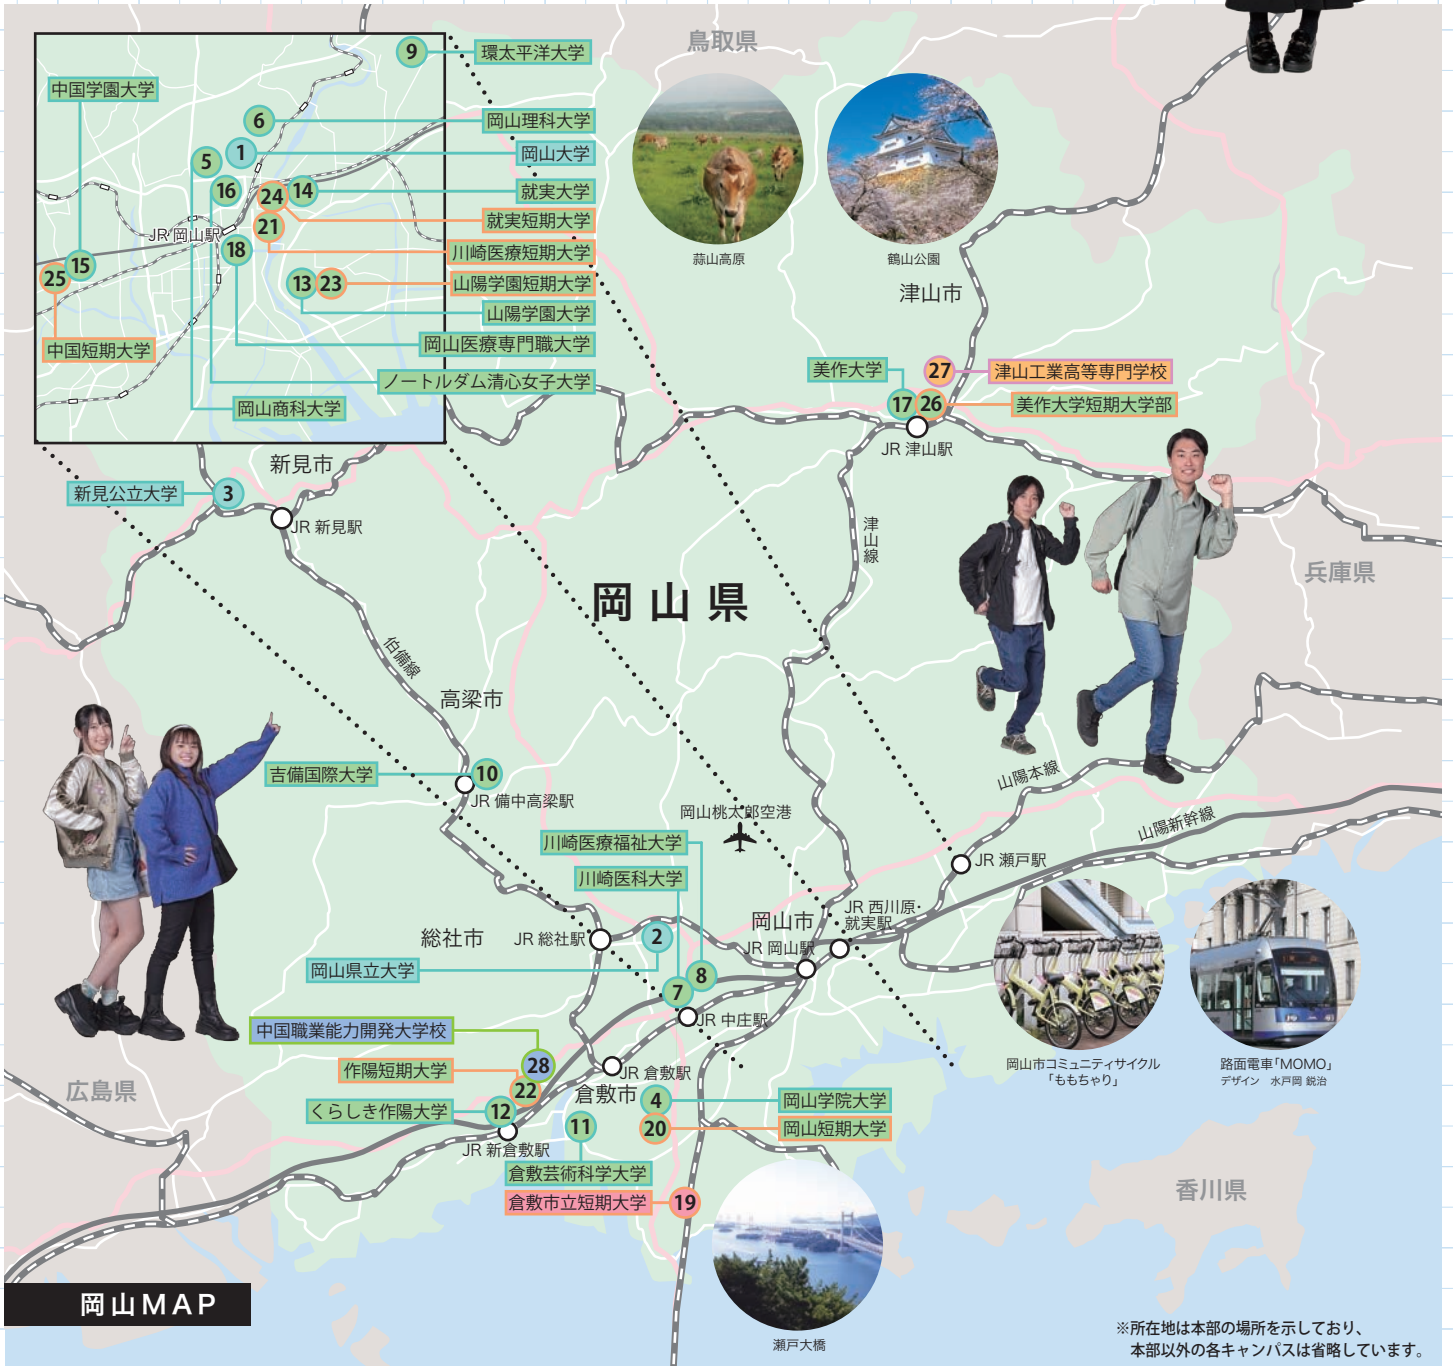 鳥取県
9
環太平洋大学
中国学園大学
6
岡山理科大学
1
岡山大学
5
16
24
14
就実大学
就実短期大学
21
JR 岡山駅
18
川崎医療短期大学
15
25
13
23
山陽学園短期大学
山陽学園大学
岡山医療専門職大学
中国短期大学
ノートルダム清心女子大学
岡山商科大学
蒜山高原
鶴山公園
津山市
美作大学
27
津山工業高等専門学校
17
26
美作大学短期大学部
JR 津山駅
新見市
新見公立大学
3
JR 新見駅
津山線
兵庫県
岡山県
伯備線
高梁市
吉備国際大学
10
JR 備中高梁駅
山陽本線
岡山桃太郎空港
山陽新幹線
川崎医療福祉大学
川崎医科大学
JR 瀬戸駅
岡山市
JR 西川原・
就実駅
総社市
JR 総社駅
2
JR 岡山駅
岡山県立大学
8
7
JR 中庄駅
中国職業能力開発大学校
28
作陽短期大学
22
JR 倉敷駅
倉敷市
くらしき作陽大学
12
4
岡山学院大学
11
20
岡山短期大学
JR 新倉敷駅
倉敷芸術科学大学
倉敷市立短期大学
19
岡山市コミュニティサイクル
「ももちゃり」
路面電車「MOMO」
デザイン 水戸岡 鋭治
広島県
香川県
瀬戸大橋
岡山MAP
※所在地は本部の場所を示しており、
本部以外の各キャンパスは省略しています。